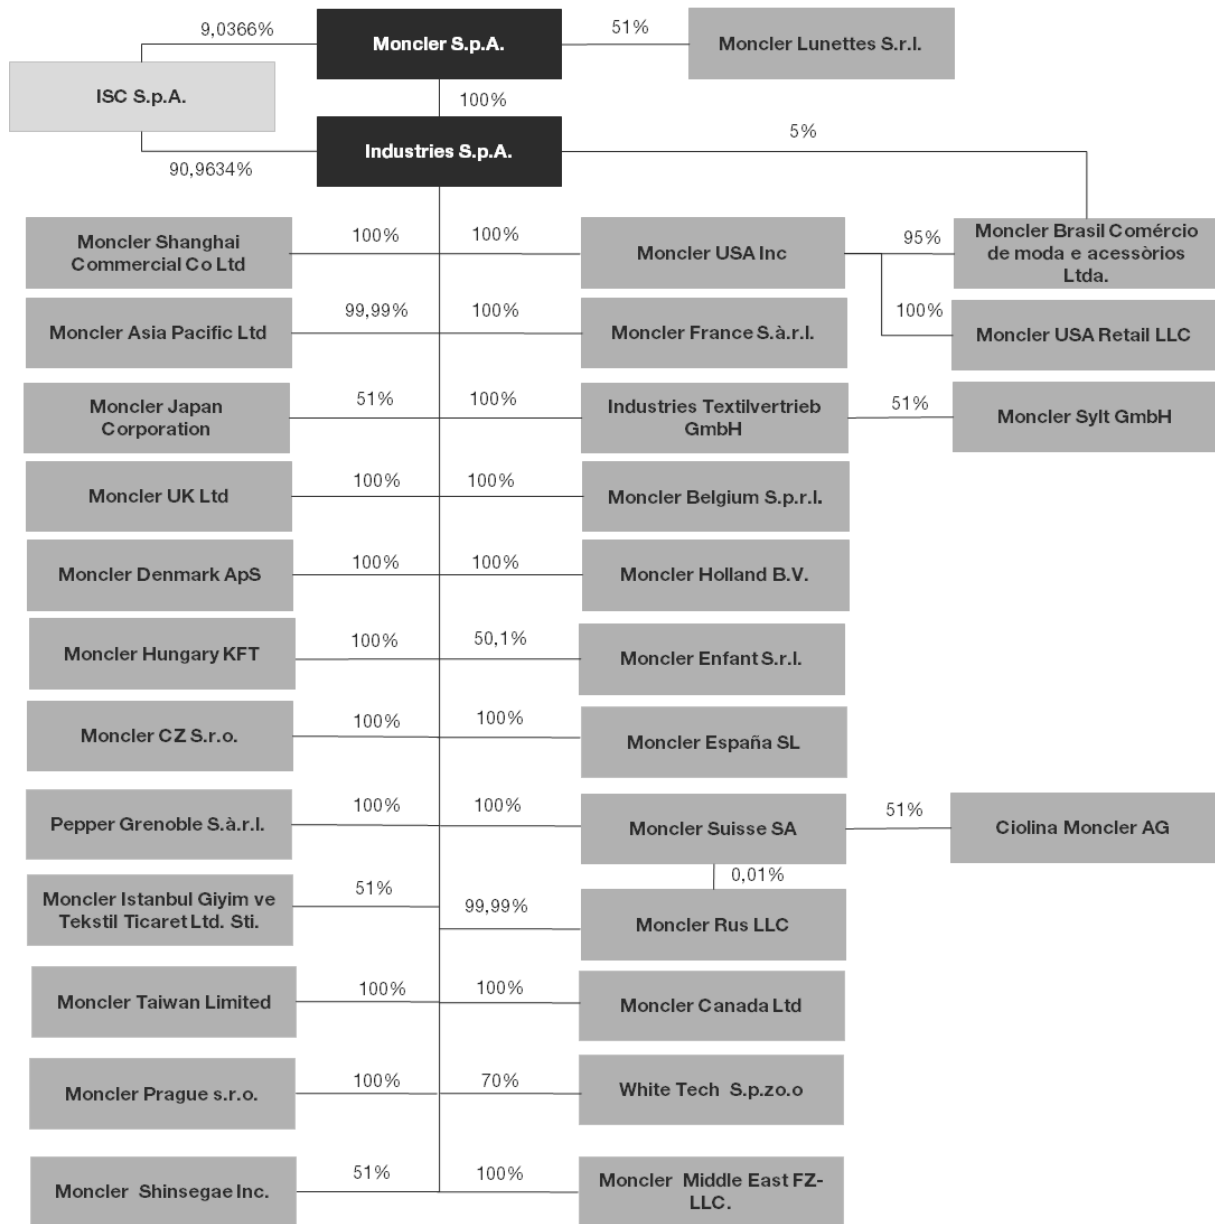 9,0366%
Moncler S.p.A.
51%
Moncler Lunettes S.r.l.
ISC S.p.A.
100%
90,9634%
Industries S.p.A.
5%
Moncler Shanghai
Commercial Co Ltd
100%
100%
Moncler USA Inc
95%
Moncler Brasil Comércio
de moda e acessòrios
Ltda.
Moncler Asia Pacific Ltd
99,99%
100%
Moncler France S.à.r.l.
100%
Moncler USA Retail LLC
Moncler Japan
Corporation
51%
100%
Industries Textilvertrieb
GmbH
51%
Moncler Sylt GmbH
Moncler UK Ltd
100%
100%
Moncler Belgium S.p.r.l.
Moncler Denmark ApS
100%
100%
Moncler Holland B.V.
Moncler Hungary KFT
100%
50,1%
Moncler Enfant S.r.l.
Moncler CZ S.r.o.
100%
100%
Moncler España SL
Pepper Grenoble S.à.r.l.
100%
100%
Moncler Suisse SA
51%
Ciolina Moncler AG
0,01%
Moncler Istanbul Giyim ve
Tekstil Ticaret Ltd. Sti.
51%
99,99%
Moncler Rus LLC
Moncler Taiwan Limited
100%
100%
Moncler Canada Ltd
Moncler Prague s.r.o.
100%
70%
White Tech S.p.zo.o
Moncler Shinsegae Inc.
51%
100%
Moncler Middle East FZ-
LLC.